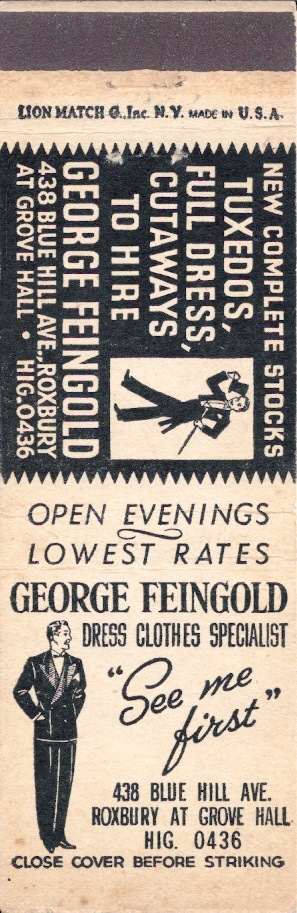 LION MATCH Co., Inc. N.Y. MADE IN U.S.A.
NEW COMPLETE STOCKS
TUXEDOS,
FULL DRESS,
CUTAWAYS
TO HIRE
GEORGE FEINGOLD
438 BLUE HILL AVE., ROXBURY
AT GROVE HALL • HIG. 0436
OPEN EVENINGS
LOWEST RATES
GEORGE FEINGOLD
DRESS CLOTHES SPECIALIST
"See me
first"
438 BLUE HILL AVE.
ROXBURY AT GROVE HALL
HIG. 0436
CLOSE COVER BEFORE STRIKING